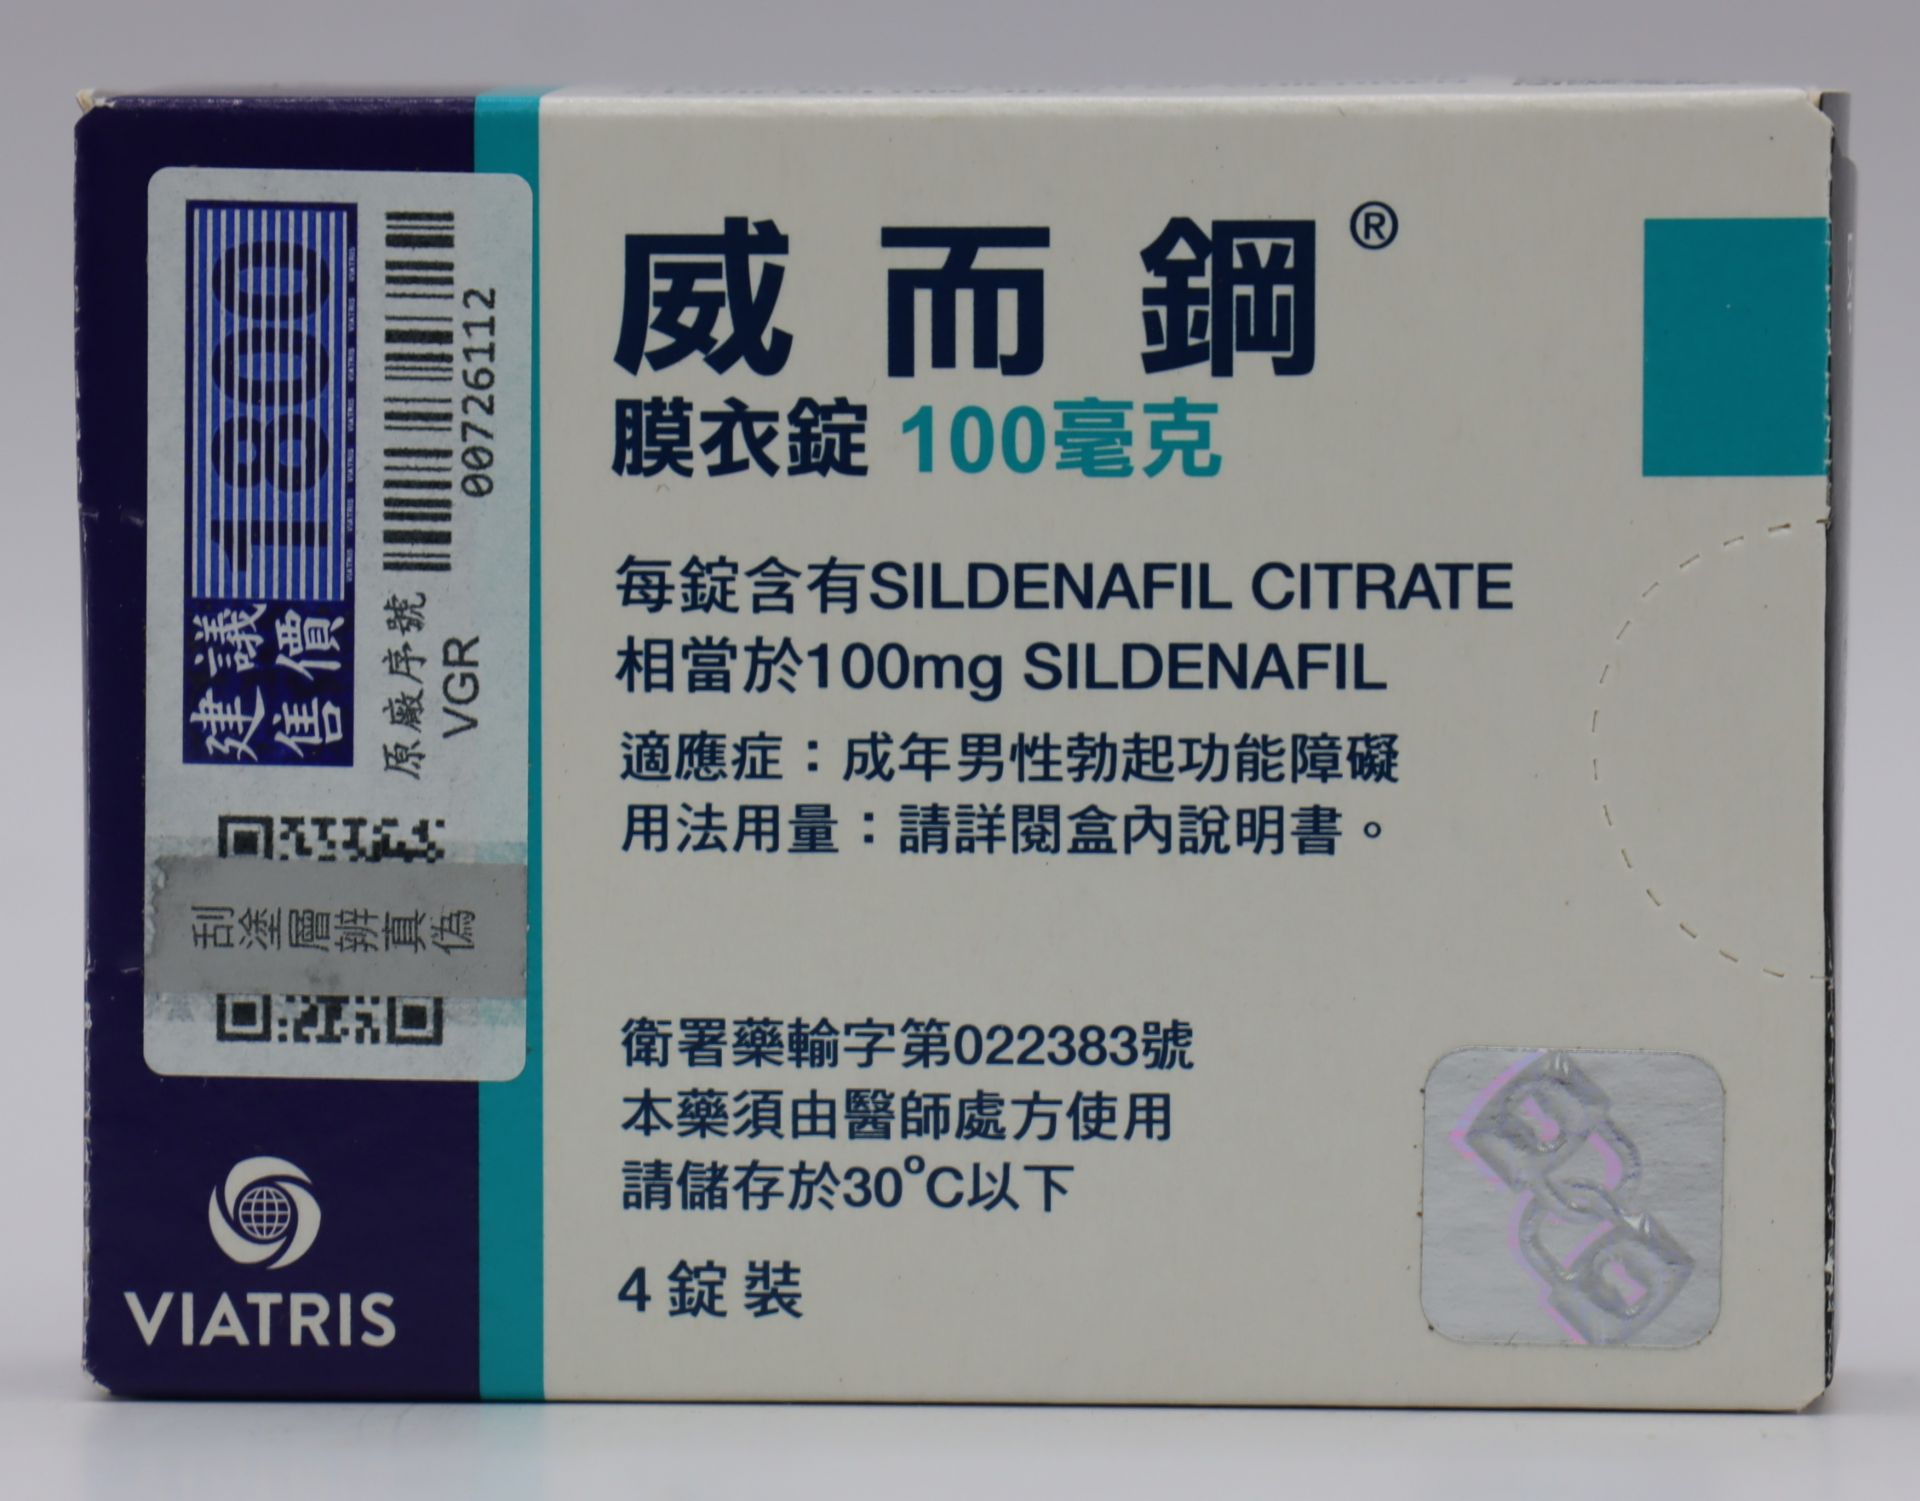 威而鋼®
膜衣錠 100毫克
每錠含有SILDENAFIL CITRATE
相當於100mg SILDENAFIL
適應症：成年男性勃起功能障礙
用法用量：請詳閱盒內說明書。
衛署藥輸字第022383號
本藥須由醫師處方使用
請儲存於30°C以下
4錠裝
建議
售價
1800
原廠序號
VGR
00726112
刮塗層辨真偽
VIATRIS